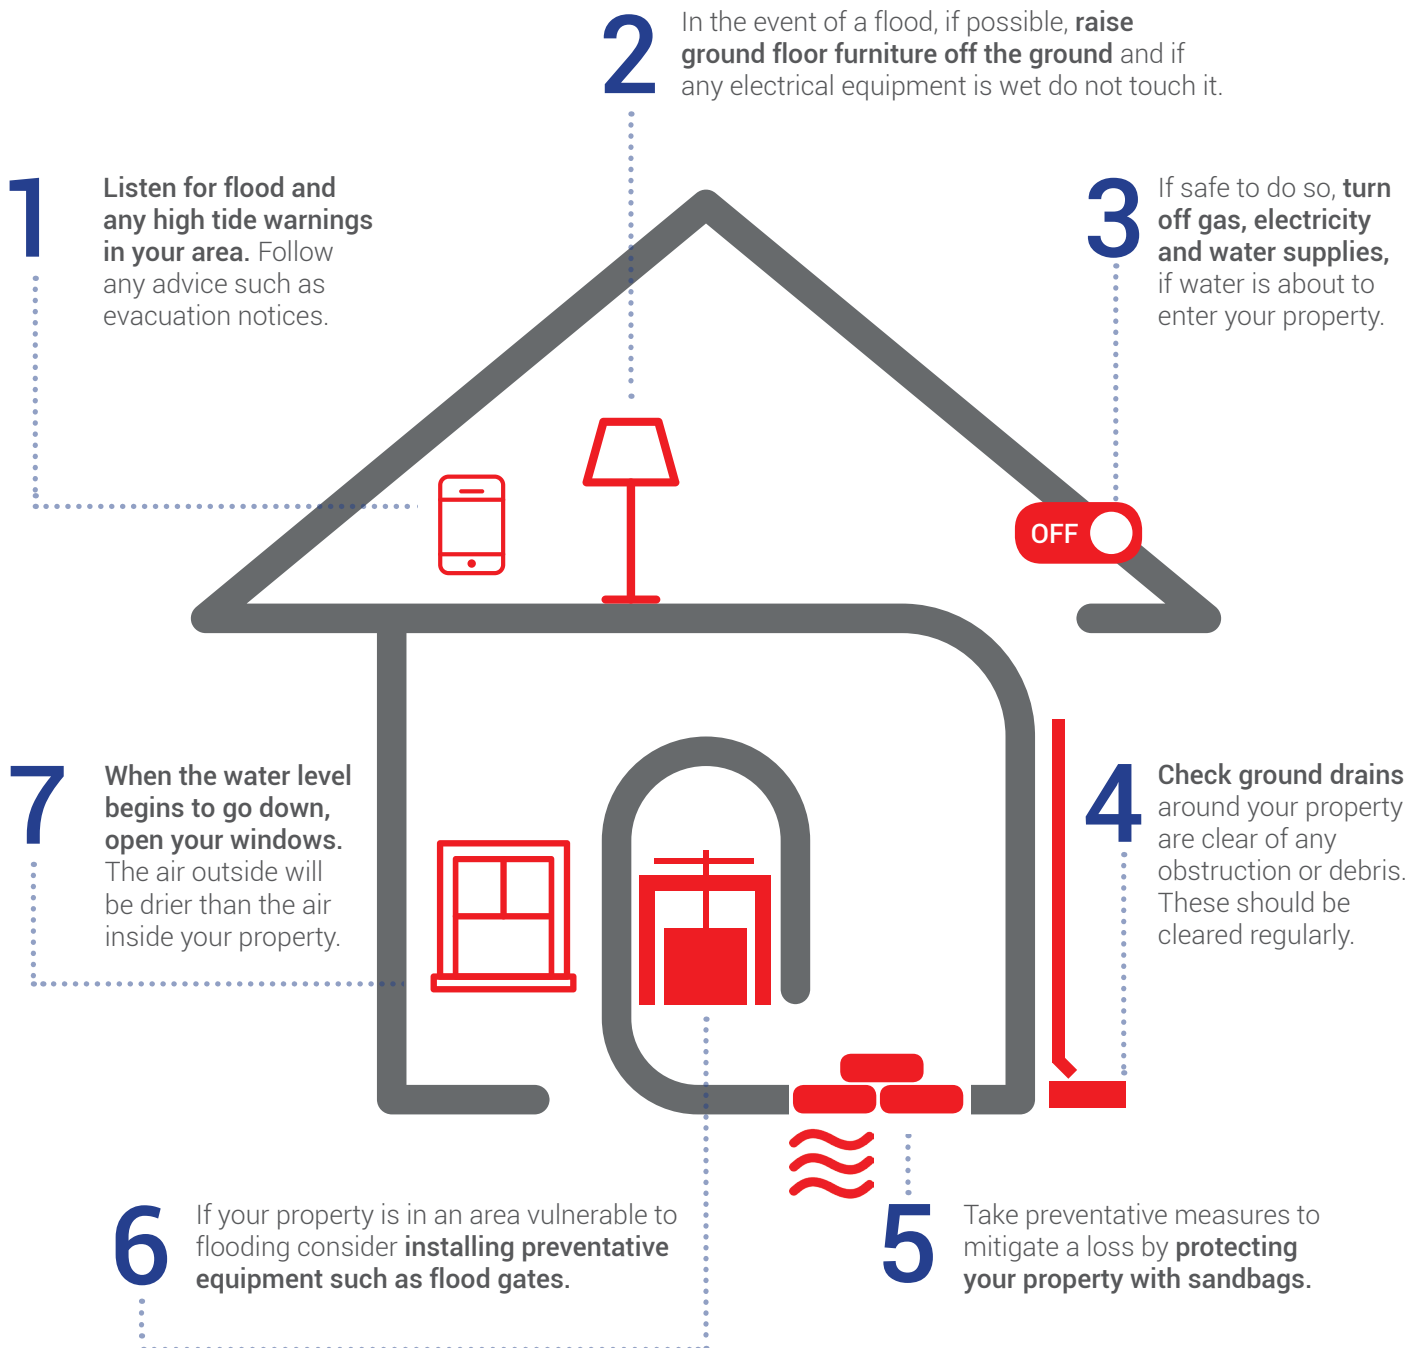 1
Listen for flood and
any high tide warnings
in your area. Follow
any advice such as
evacuation notices.
2
In the event of a flood, if possible, raise
ground floor furniture off the ground and if
any electrical equipment is wet do not touch it.
3
If safe to do so, turn
off gas, electricity
and water supplies,
if water is about to
enter your property.
OFF
4
Check ground drains
around your property
are clear of any
obstruction or debris.
These should be
cleared regularly.
5
Take preventative measures to
mitigate a loss by protecting
your property with sandbags.
6
If your property is in an area vulnerable to
flooding consider installing preventative
equipment such as flood gates.
7
When the water level
begins to go down,
open your windows.
The air outside will
be drier than the air
inside your property.